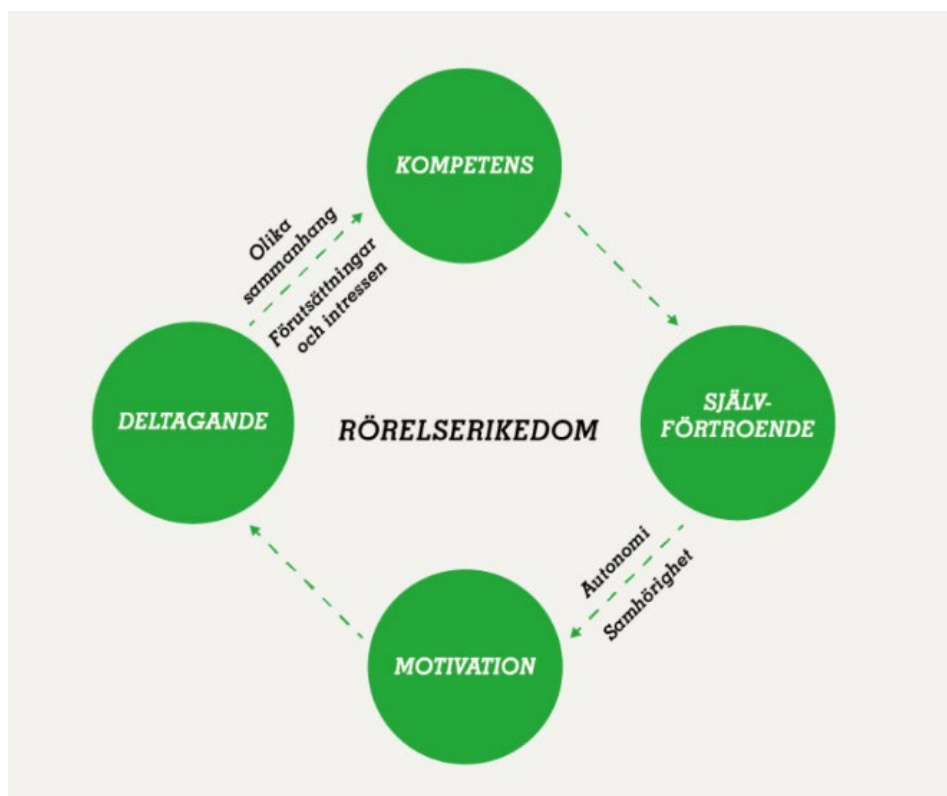 KOMPETENS
Olika
sammanhang
Förutsättningar
och intressen
DELTAGANDE
RÖRELSERIKEDOM
SJÄLV-
FÖRTROENDE
Autonomi
Samhörighet
MOTIVATION